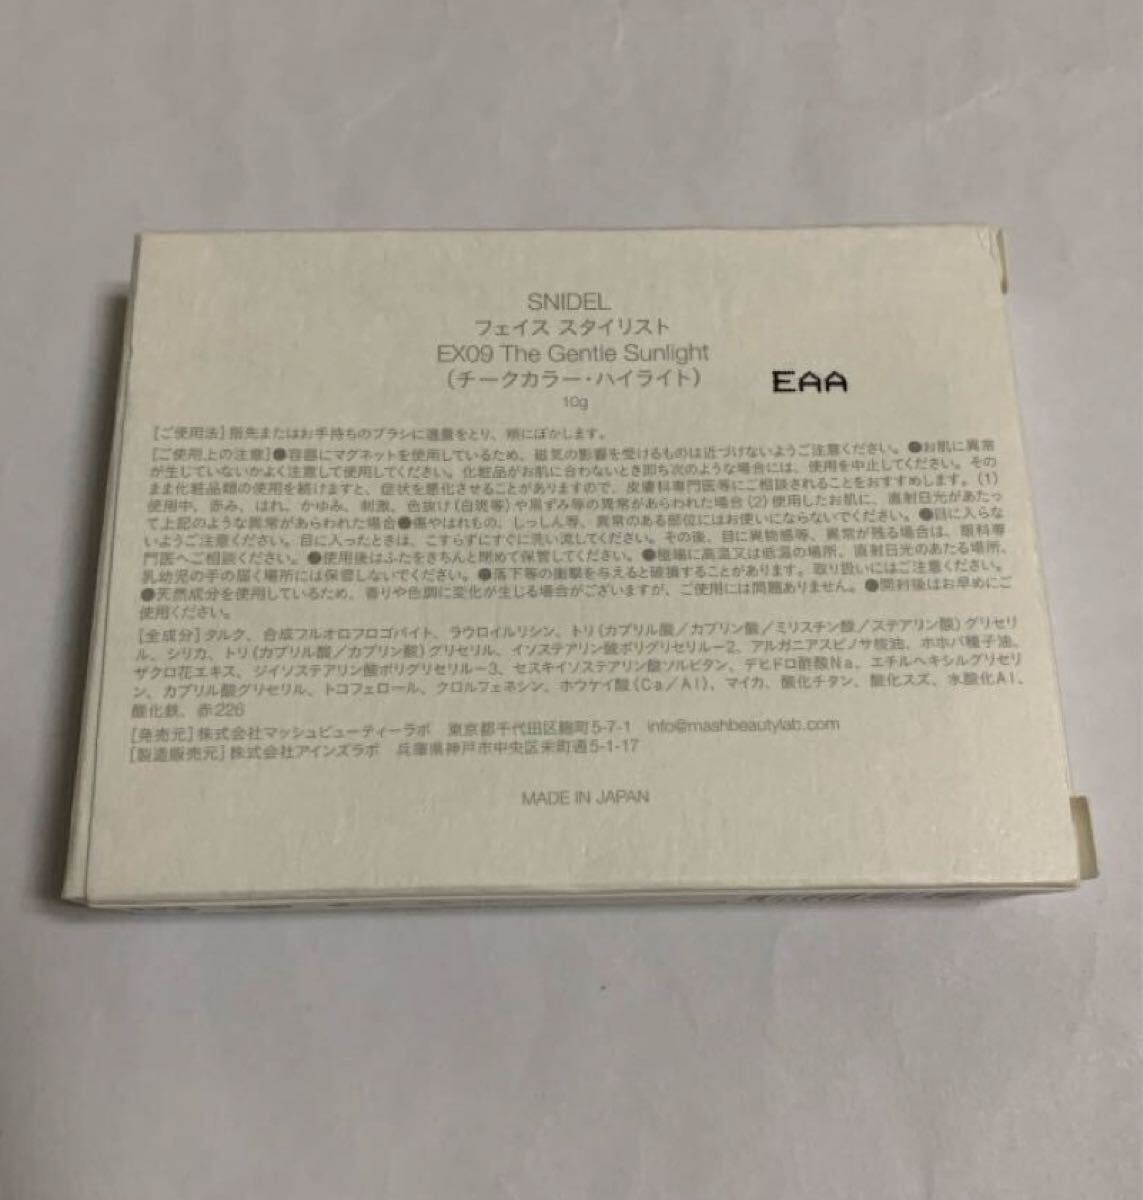 SNIDEL
フェイス スタイリスト
EX09 The Gentle Sunlight
(チークカラー・ハイライト)
EAA
10g
[ご使用法]指先またはお手持ちのブラシに適量をとり、頬にぼかします。
[ご使用上の注意]●容器にマグネットを使用しているため、磁気の影響を受けるものは近づけないようご注意ください。●お肌に異常
が生じていないかよく注意して使用してください。化粧品がお肌に合わないとき即ち次のような場合には、使用を中止してください。その
まま化粧品類の使用を続けますと、症状を悪化させることがありますので、皮膚科専門医等にご相談されることをおすすめします。(1)
使用中、赤み、はれ、かゆみ、刺激、色抜け(白斑等)や黒ずみ等の異常があらわれた場合(2)使用したお肌に、直射日光があたっ
て上記のような異常があらわれた場合●傷やはれもの、しっしん等、異常のある部位にはお使いにならないでください。●目に入らな
いようご注意ください。目に入ったときは、こすらずにすぐに洗い流してください。その後、目に異物感等、異常が残る場合は、眼科専
門医へご相談ください。●使用後はふたをきちんと閉めて保管してください。●極端に高温又は低温の場所、直射日光のあたる場所、
乳幼児の手の届く場所には保管しないでください。●落下等の衝撃を与えると破損することがあります。取り扱いにはご注意ください。
●天然成分を使用しているため、香りや色調に変化が生じる場合がございますが、ご使用には問題ありません。●開封後はお早めにご
使用ください。
[全成分]タルク、合成フルオロフロゴパイト、ラウロイルリシン、トリ(カプリル酸/カプリン酸/ミリスチン酸/ステアリン酸)グリセリ
ル、シリカ、トリ(カプリル酸/カプリン酸)グリセリル、イソステアリン酸ポリグリセリル-2、アルガニアスピノサ核油、ホホバ種子油、
ザクロ花エキス、ジイソステアリン酸ポリグリセリル-3、セスキイソステアリン酸ソルビタン、デヒドロ酢酸Na、エチルヘキシルグリセリ
ン、カプリル酸グリセリル、トコフェロール、クロルフェネシン、ホウケイ酸(Ca/Al)、マイカ、酸化チタン、酸化スズ、水酸化Al、
酸化鉄、赤226
[発売元]株式会社マッシュビューティーラボ 東京都千代田区麹町5-7-1 info@mashbeautylab.com
[製造販売元]株式会社アインズラボ 兵庫県神戸市中央区栄町通5-1-17
MADE IN JAPAN